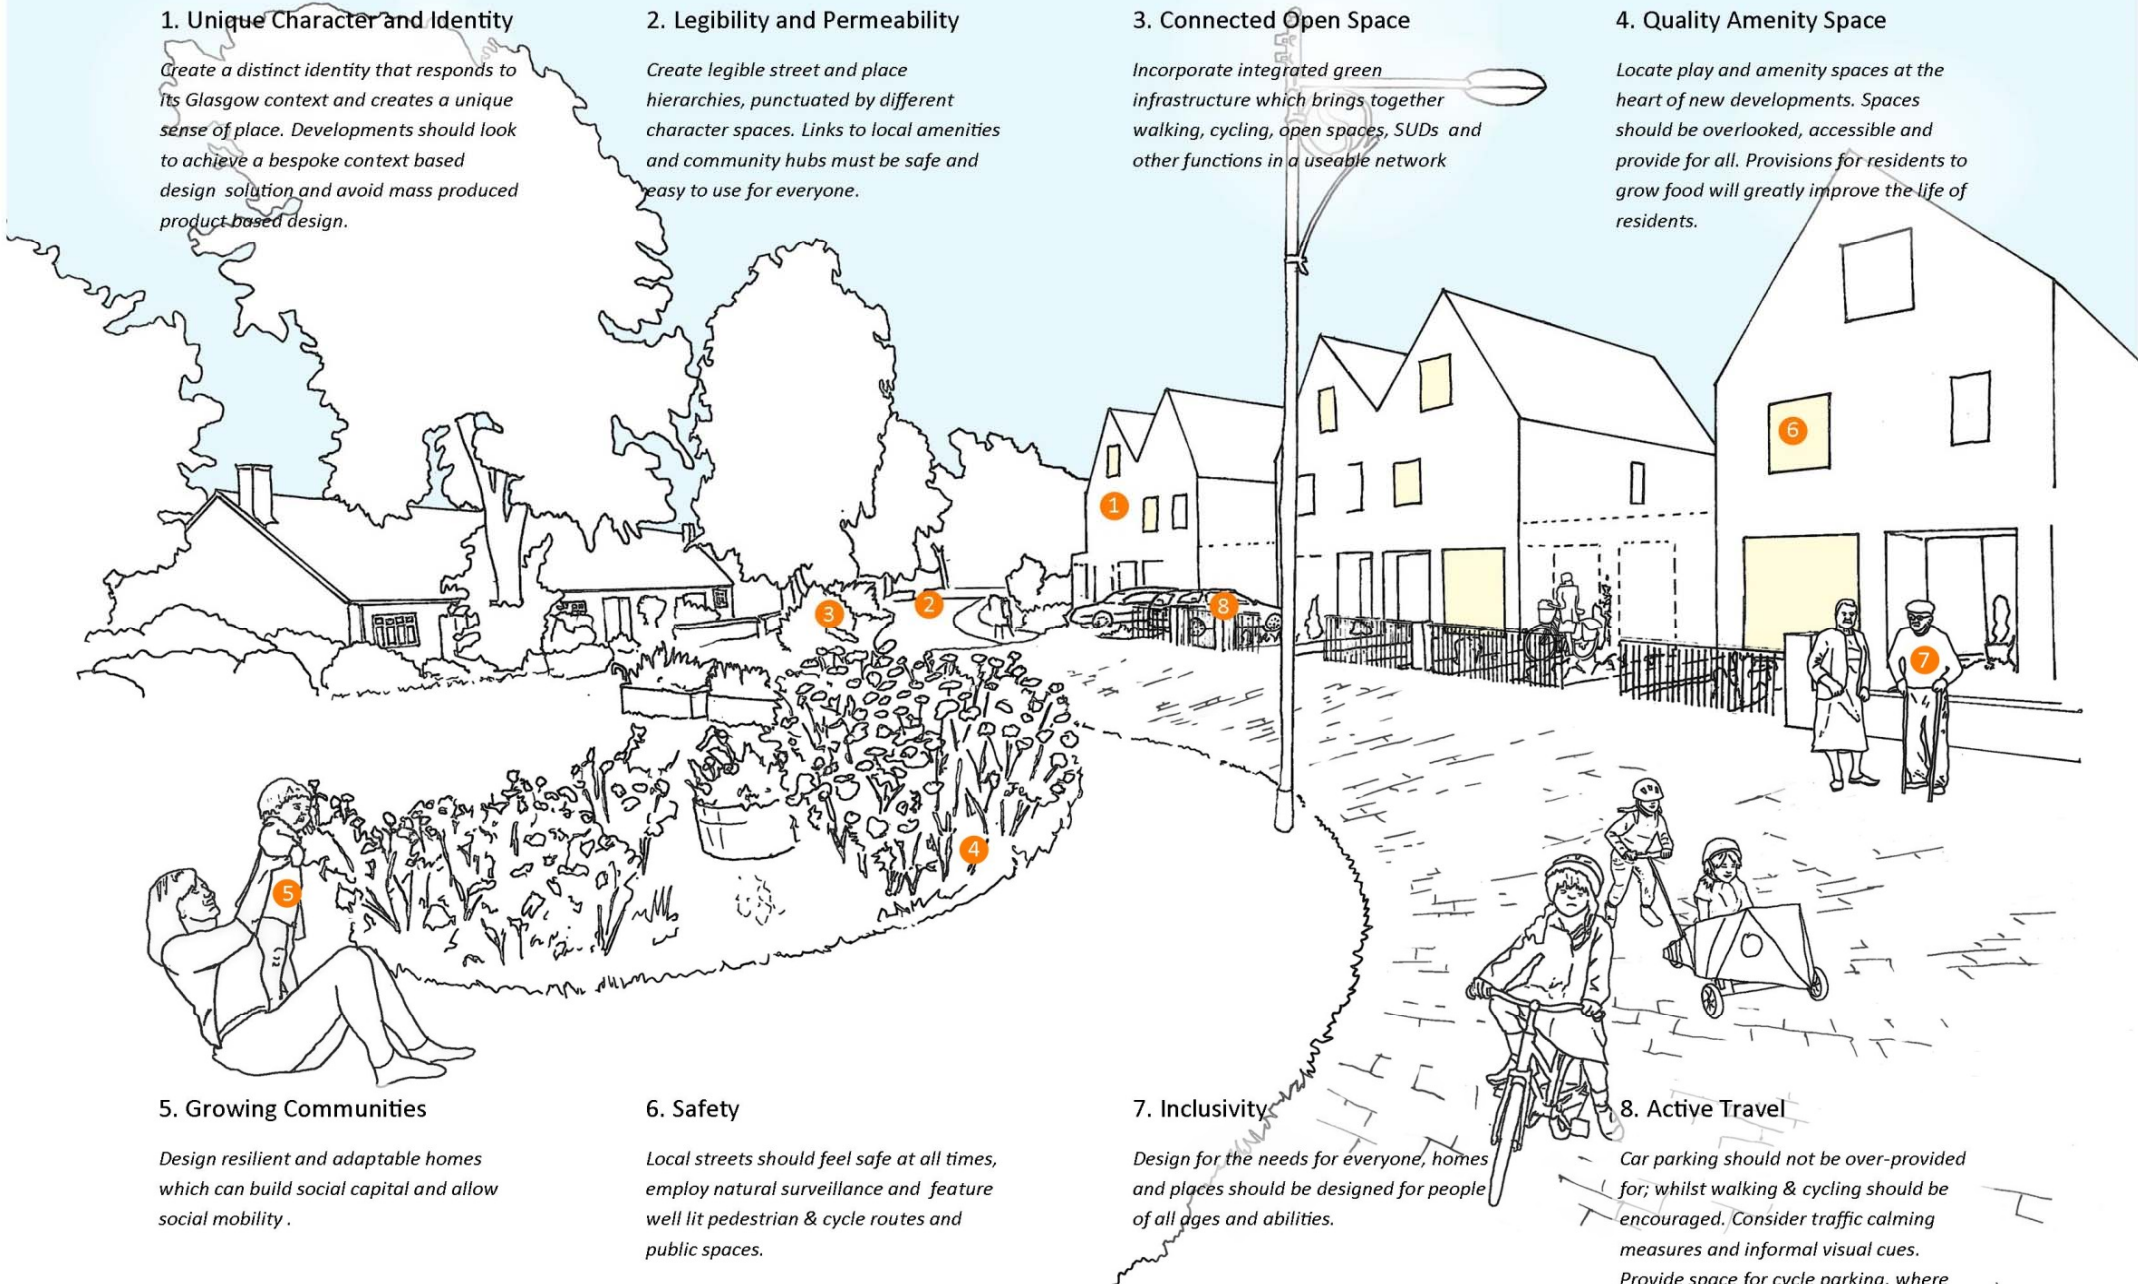 1. Unique Character and Identity
Create a distinct identity that responds to
its Glasgow context and creates a unique
sense of place. Developments should look
to achieve a bespoke context based
design solution and avoid mass produced
product based design.
2. Legibility and Permeability
Create legible street and place
hierarchies, punctuated by different
character spaces. Links to local amenities
and community hubs must be safe and
easy to use for everyone.
3. Connected Open Space
Incorporate integrated green
infrastructure which brings together
walking, cycling, open spaces, SUDs and
other functions in a useable network
4. Quality Amenity Space
Locate play and amenity spaces at the
heart of new developments. Spaces
should be overlooked, accessible and
provide for all. Provisions for residents to
grow food will greatly improve the life of
residents.
6
1
8
2
3
7
4
5
5. Growing Communities
Design resilient and adaptable homes
which can build social capital and allow
social mobility .
6. Safety
Local streets should feel safe at all times,
employ natural surveillance and feature
well lit pedestrian & cycle routes and
public spaces.
7. Inclusivity
Design for the needs for everyone, homes
and places should be designed for people
of all ages and abilities.
8. Active Travel
Car parking should not be over-provided
for; whilst walking & cycling should be
encouraged. Consider traffic calming
measures and informal visual cues.
Provide space for cycle parking, where